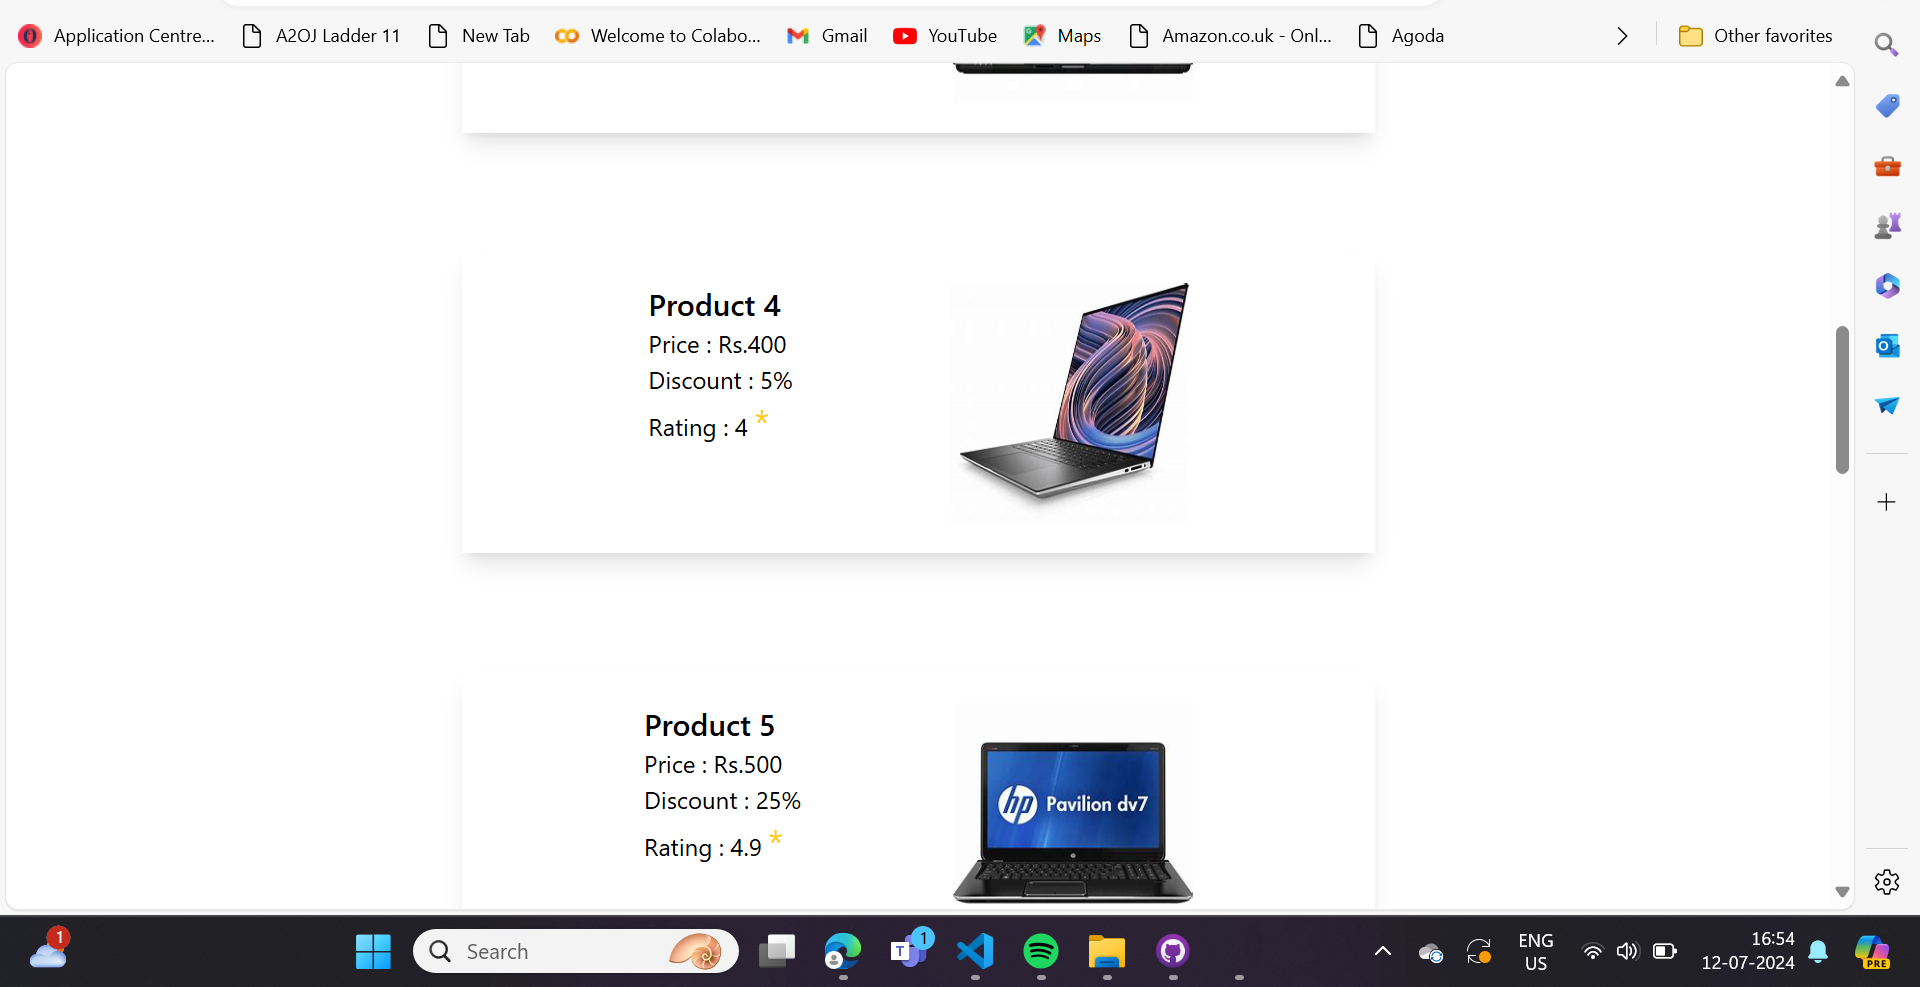 Application Centre... A2OJ Ladder 11 New Tab Welcome to Colabo... Gmail YouTube Maps Amazon.co.uk - Onl... Agoda Other favorites
Product 4
Price : Rs.400
Discount : 5%
Rating : 4 *
Product 5
Price : Rs.500
Discount : 25%
Rating : 4.9 *
hp Pavilion dv7
1
Search
T 1
ENG
US
16:54
12-07-2024
PRE